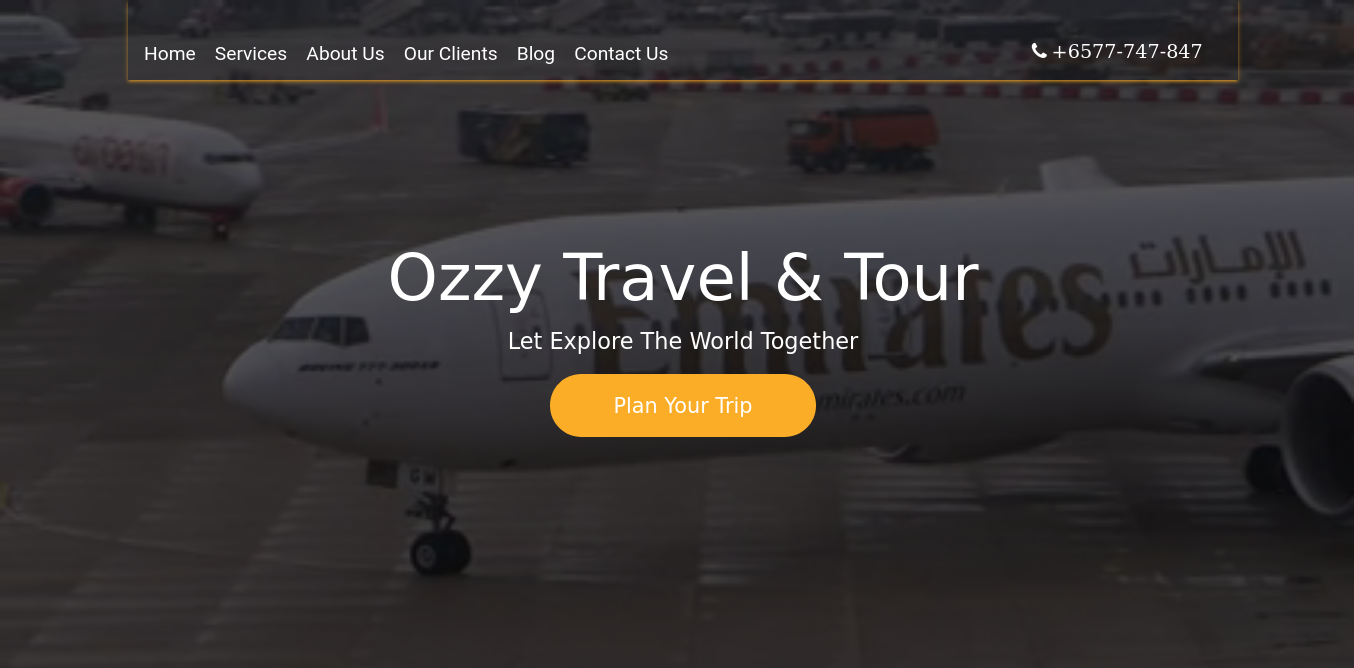 Home Services About Us Our Clients Blog Contact Us +6577-747-847
airberlin
الإمارات
Ozzy Travel & Tour
Emirates
Let Explore The World Together
Plan Your Trip
emirates.com